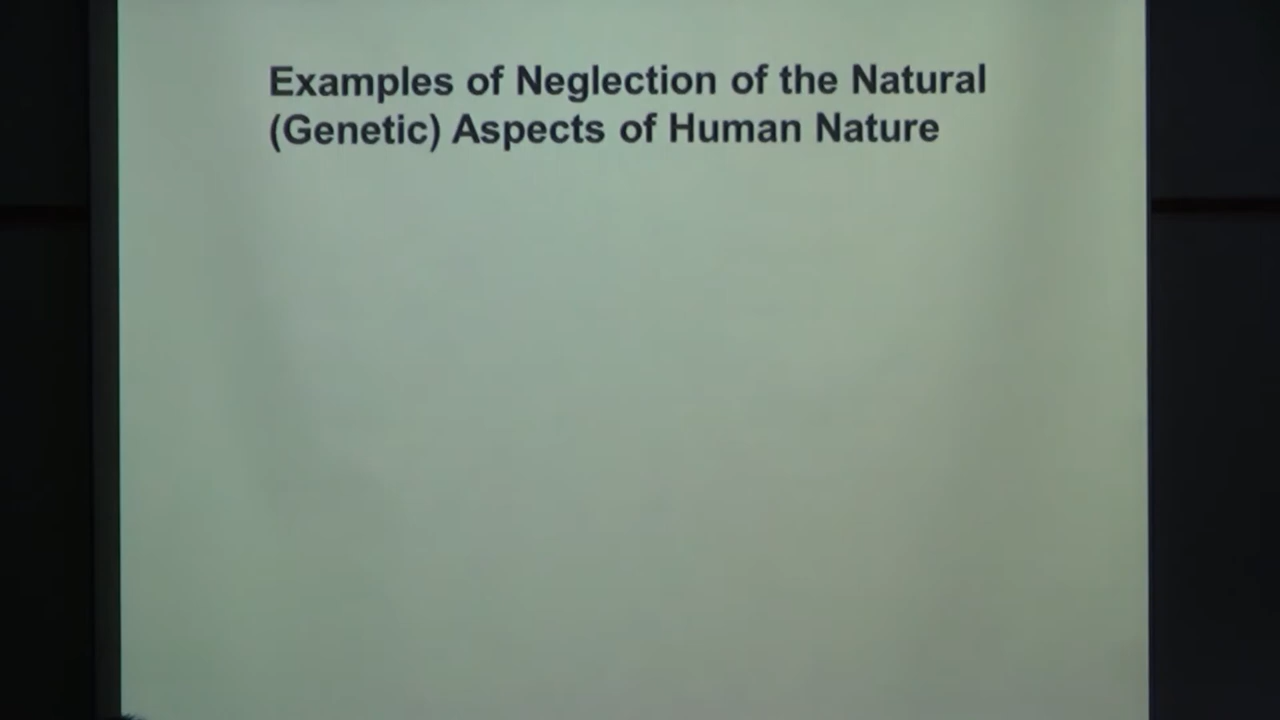 Examples of Neglection of the Natural
(Genetic) Aspects of Human Nature